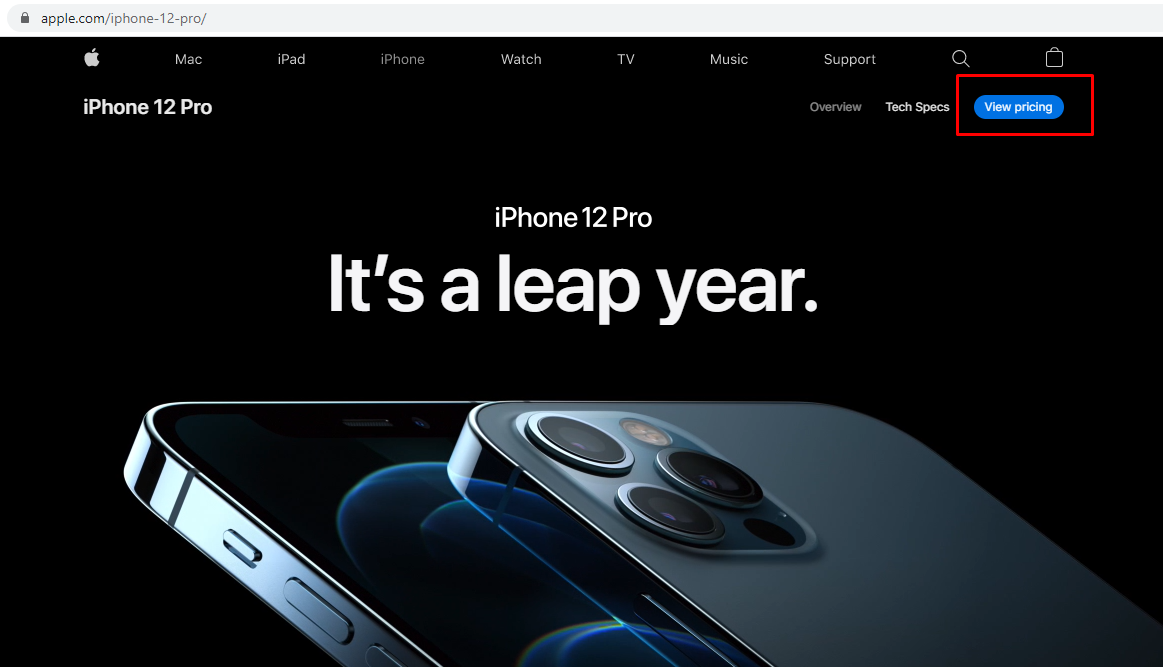 apple.com/iphone-12-pro/
Mac iPad iPhone Watch TV Music Support
iPhone 12 Pro Overview Tech Specs View pricing
iPhone 12 Pro
It’s a leap year.